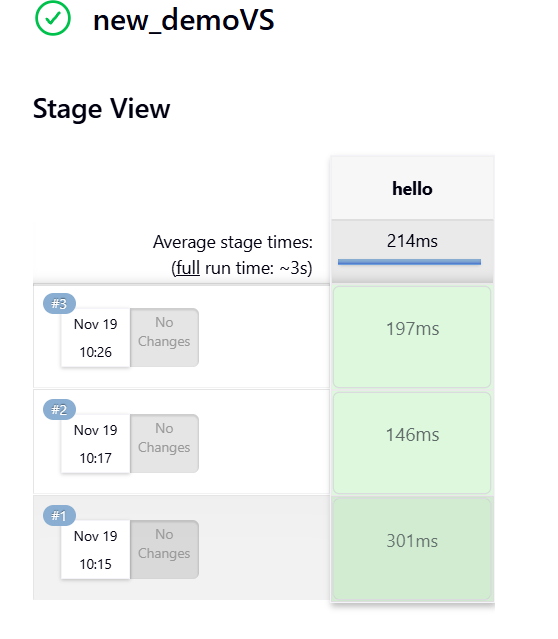 new_demoVS
Stage View
hello
Average stage times:
(full run time: ~3s)
214ms
#3
Nov 19
10:26
No
Changes
197ms
#2
Nov 19
10:17
No
Changes
146ms
#1
Nov 19
10:15
No
Changes
301ms